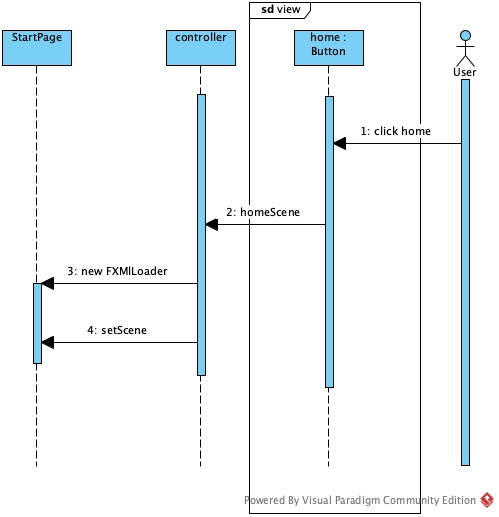 sd view
StartPage
controller
home :
Button
User
1: click home
2: homeScene
3: new FXMlLoader
4: setScene
Powered By Visual Paradigm Community Edition